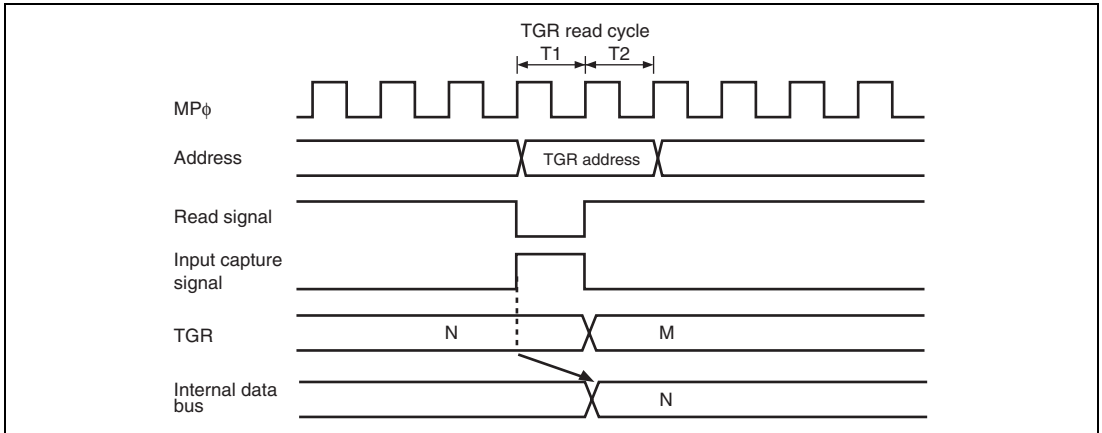 TGR read cycle
T1 T2
MPϕ
Address
TGR address
Read signal
Input capture
signal
TGR
N
M
Internal data
bus
N